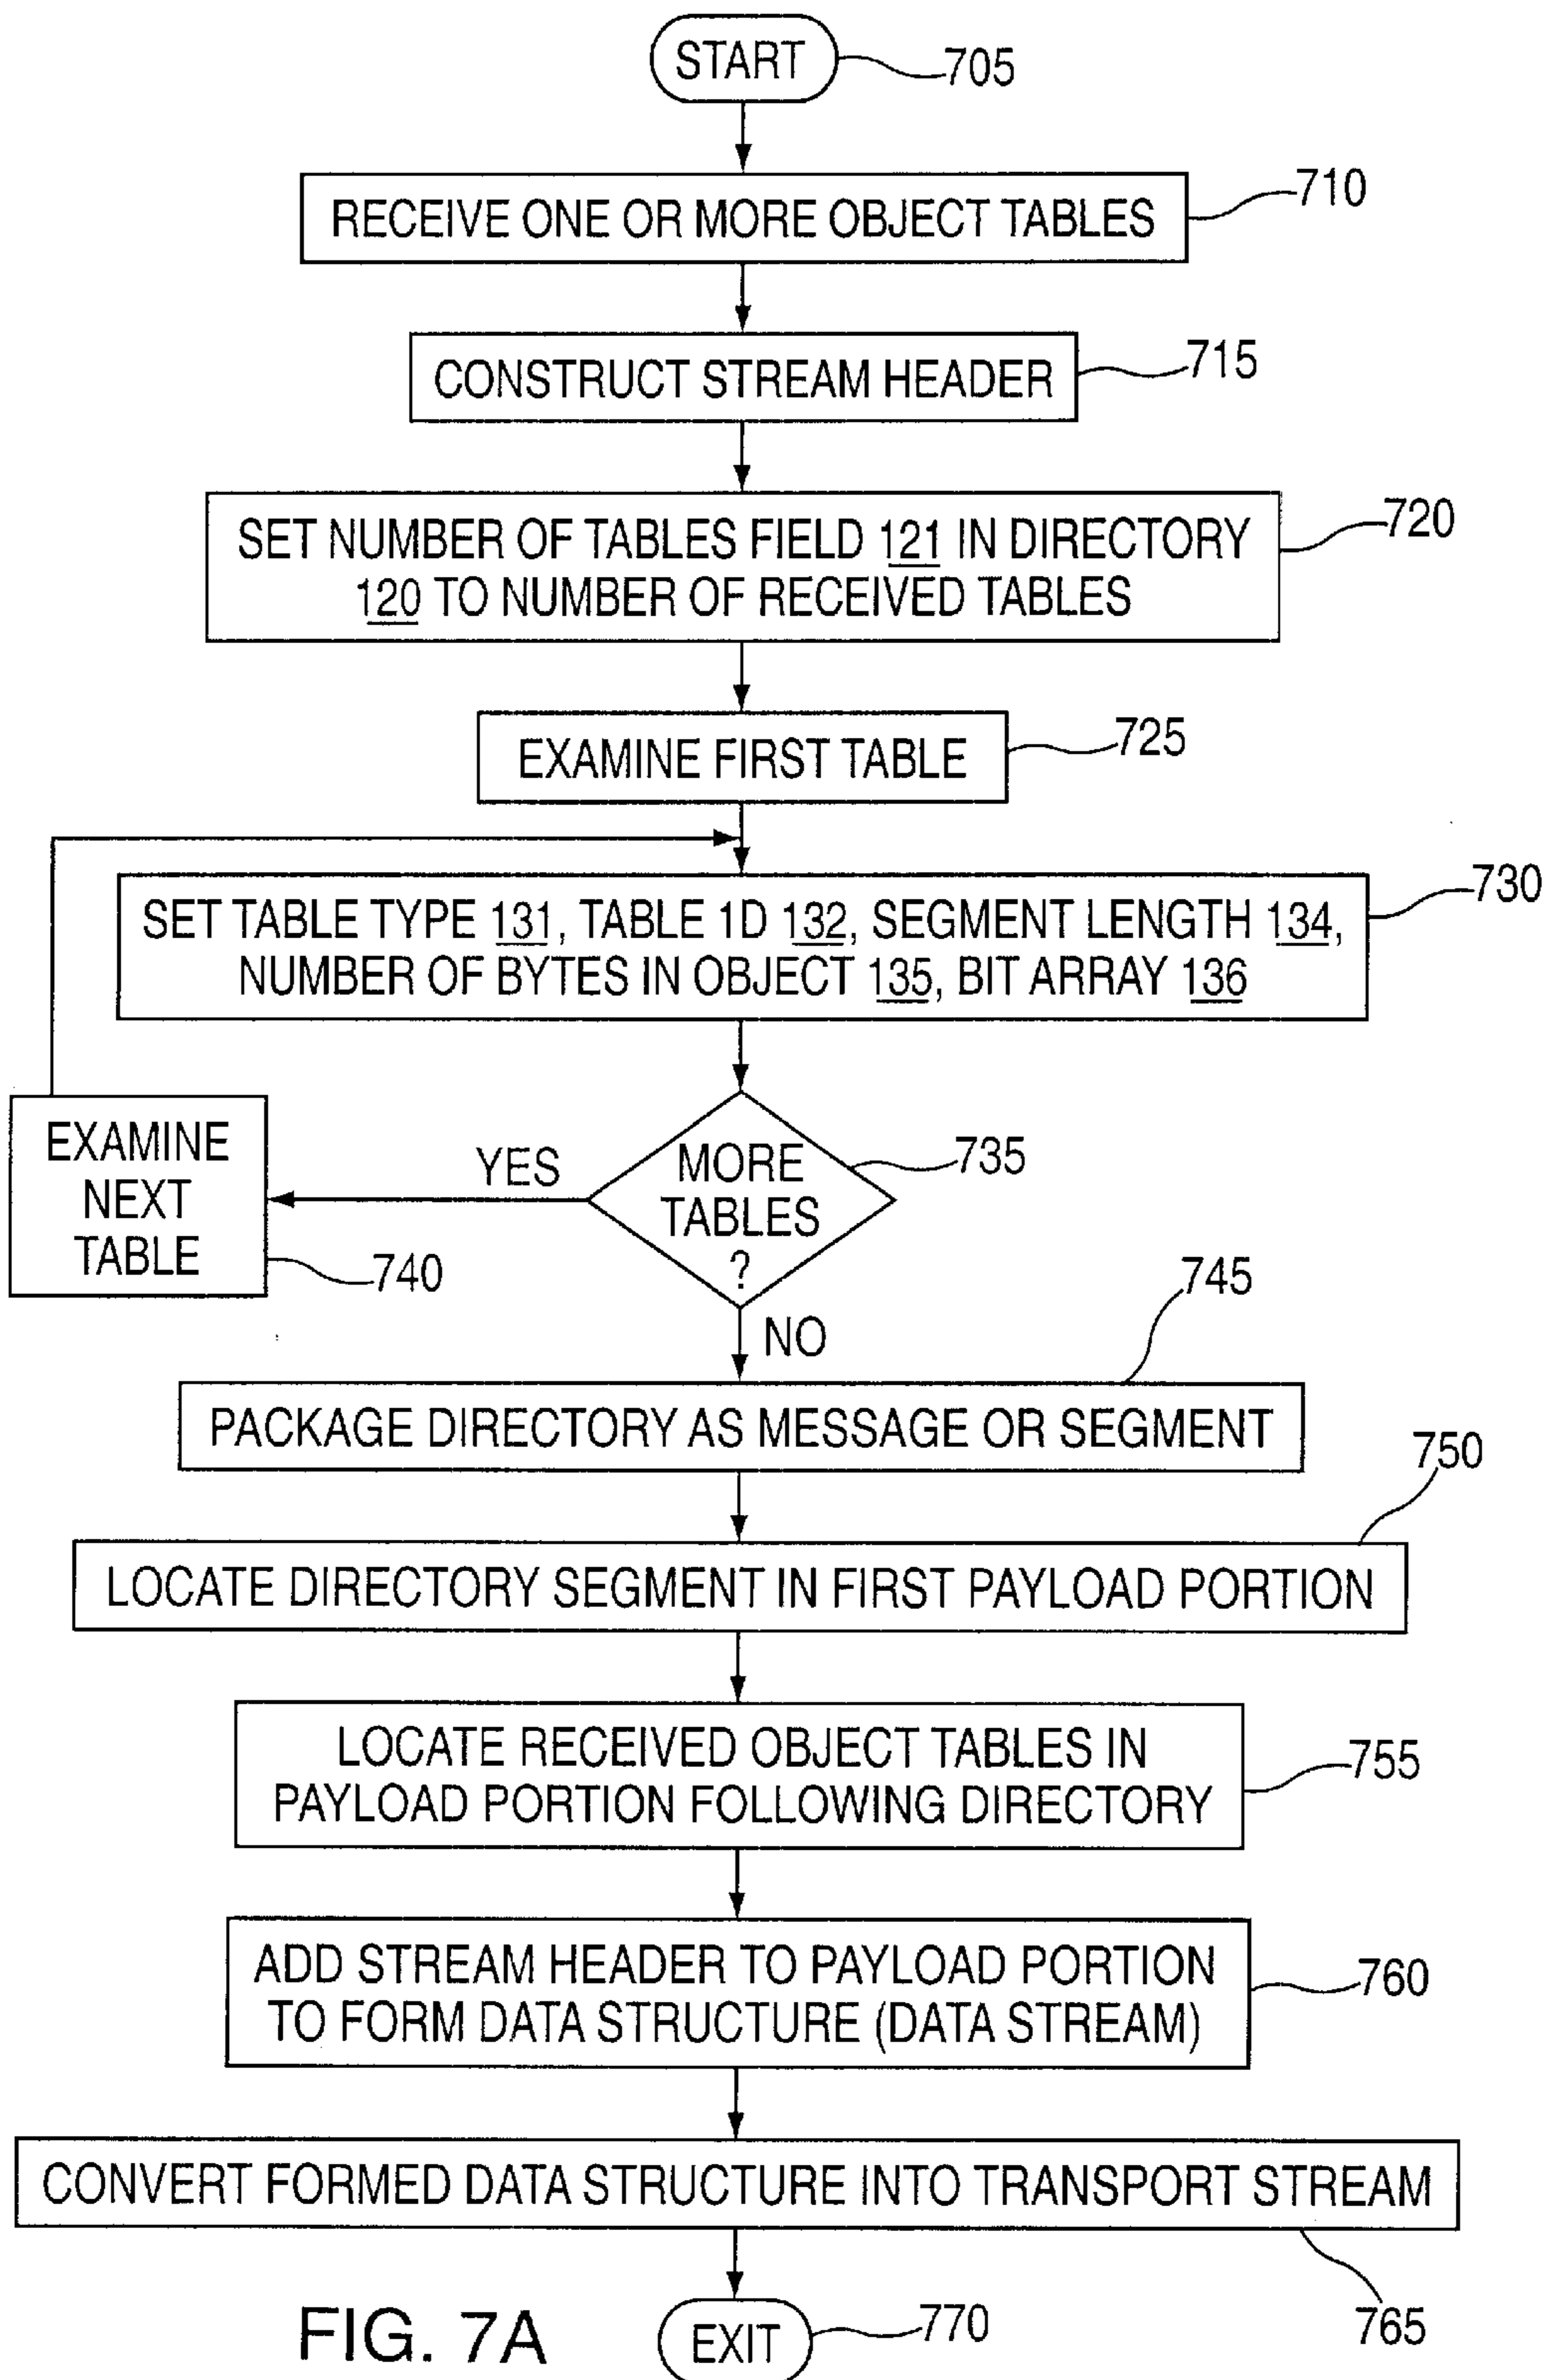 START
705
RECEIVE ONE OR MORE OBJECT TABLES
710
CONSTRUCT STREAM HEADER
715
SET NUMBER OF TABLES FIELD 121 IN DIRECTORY
120 TO NUMBER OF RECEIVED TABLES
720
EXAMINE FIRST TABLE
725
SET TABLE TYPE 131, TABLE 1D 132, SEGMENT LENGTH 134,
NUMBER OF BYTES IN OBJECT 135, BIT ARRAY 136
730
MORE
TABLES
?
735
YES
EXAMINE
NEXT
TABLE
740
NO
PACKAGE DIRECTORY AS MESSAGE OR SEGMENT
745
LOCATE DIRECTORY SEGMENT IN FIRST PAYLOAD PORTION
750
LOCATE RECEIVED OBJECT TABLES IN
PAYLOAD PORTION FOLLOWING DIRECTORY
755
ADD STREAM HEADER TO PAYLOAD PORTION
TO FORM DATA STRUCTURE (DATA STREAM)
760
CONVERT FORMED DATA STRUCTURE INTO TRANSPORT STREAM
765
EXIT
770
FIG. 7A